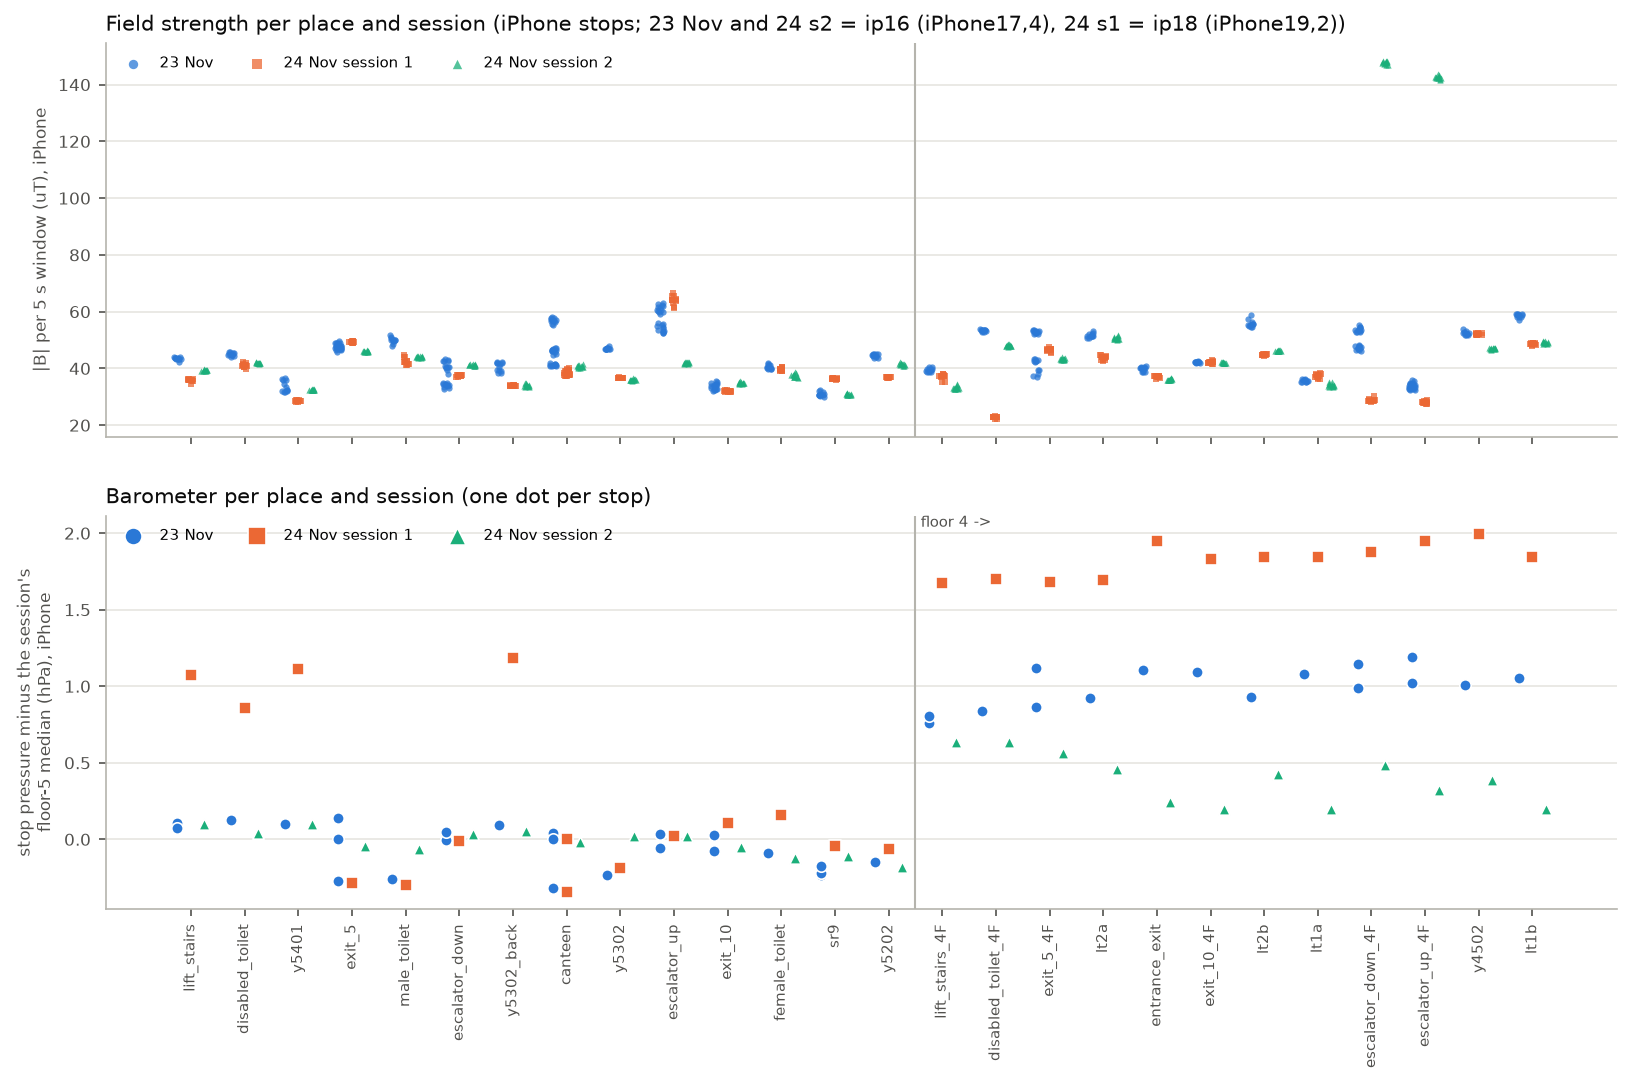 Field strength per place and session (iPhone stops; 23 Nov and 24 s2 = ip16 (iPhone17,4), 24 s1 = ip18 (iPhone19,2))
23 Nov
24 Nov session 1
24 Nov session 2
|B| per 5 s window (uT), iPhone
140
120
100
80
60
40
20
Barometer per place and session (one dot per stop)
23 Nov
24 Nov session 1
24 Nov session 2
floor 4 ->
stop pressure minus the session's
floor-5 median (hPa), iPhone
2.0
1.5
1.0
0.5
0.0
lift_stairs
disabled_toilet
y5401
exit_5
male_toilet
escalator_down
y5302_back
canteen
y5302
escalator_up
exit_10
female_toilet
sr9
y5202
lift_stairs_4F
disabled_toilet_4F
exit_5_4F
lt2a
entrance_exit
exit_10_4F
lt2b
lt1a
escalator_down_4F
escalator_up_4F
y4502
lt1b